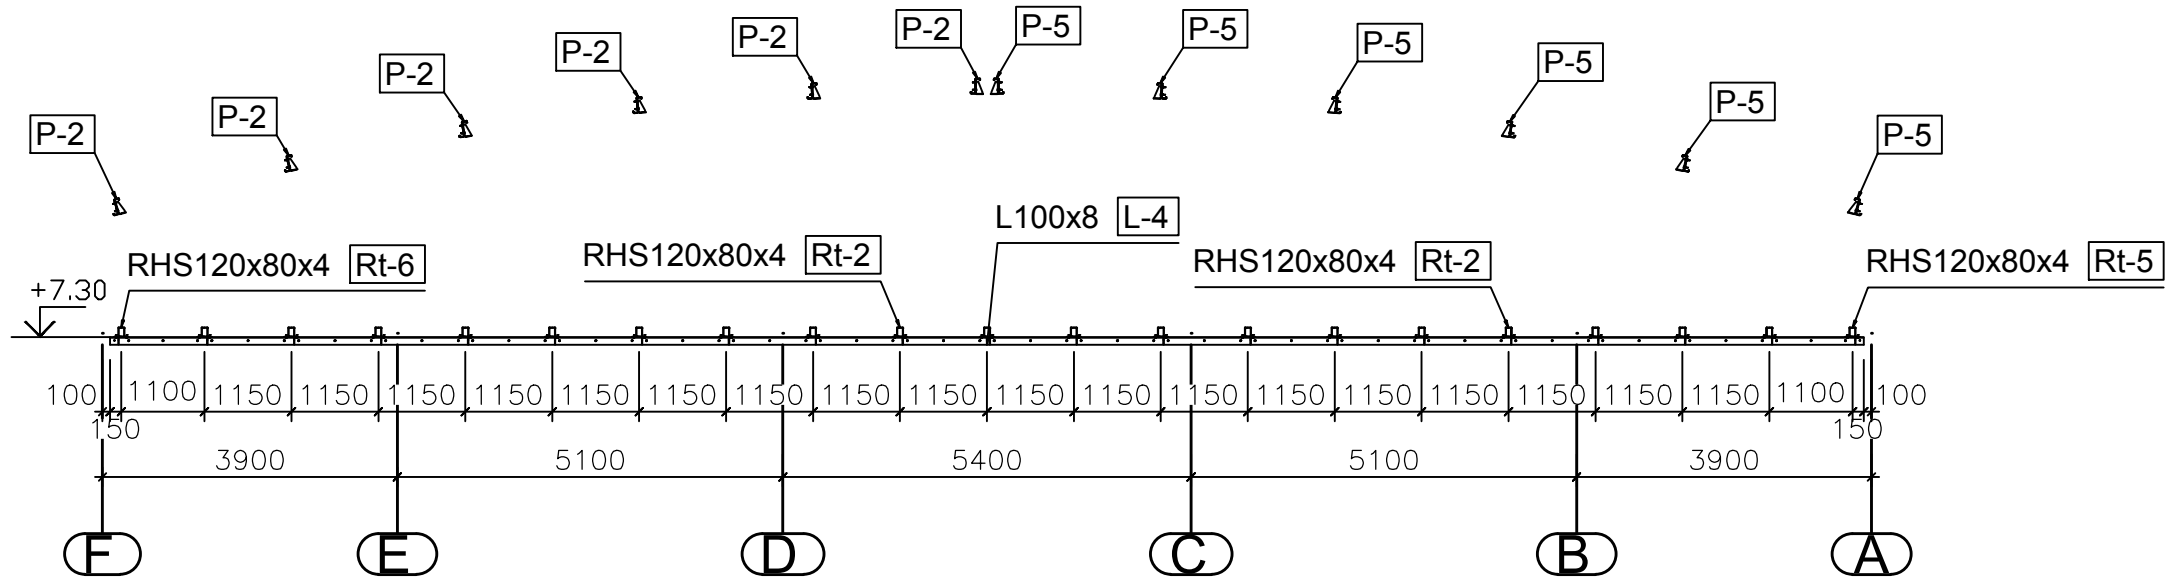 P-2 P-2 P-2 P-2 P-2 P-2 P-5 P-5 P-5 P-5 P-5 P-5
L100x8 L-4
RHS120x80x4 Rt-6 RHS120x80x4 Rt-2 RHS120x80x4 Rt-2 RHS120x80x4 Rt-5
+7.30
100 1100 1150 1150 1150 1150 1150 1150 1150 1150 1150 1150 1150 1150 1150 1150 1150 1150 1150 1150 1150 1100 100
150 150
3900 5100 5400 5100 3900
F E D C B A